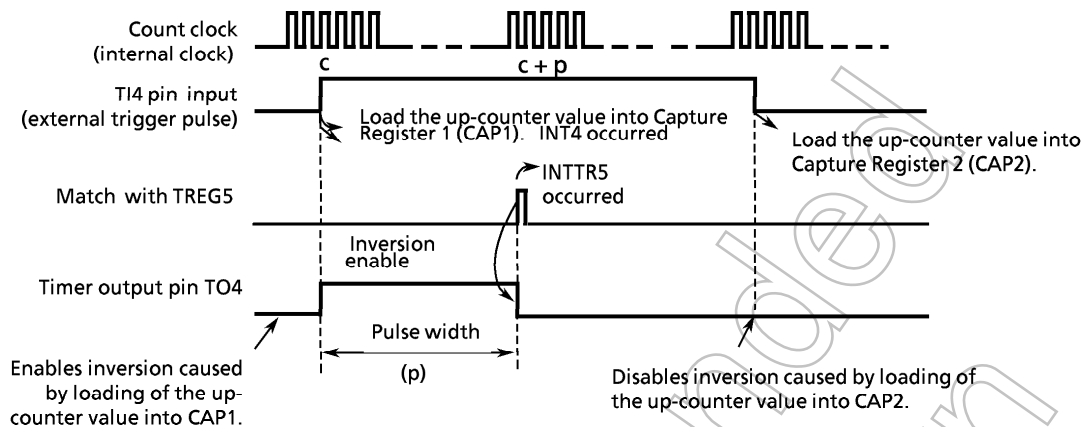 Count clock
(internal clock)
c
c + p
TI4 pin input
(external trigger pulse)
Load the up-counter value into Capture
Register 1 (CAP1).  INT4 occurred
Load the up-counter value into
Capture Register 2 (CAP2).
Match with TREG5
INTTR5
occurred
Inversion
enable
Timer output pin TO4
Pulse width
(p)
Enables inversion caused
by loading of the up-
counter value into CAP1.
Disables inversion caused by loading of
the up-counter value into CAP2.